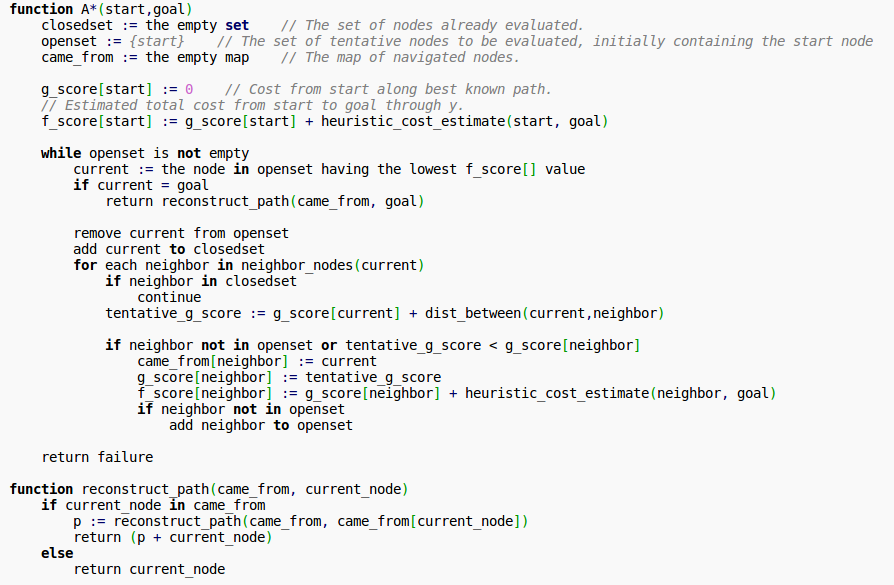 function A*(start,goal)
    closedset := the empty set    // The set of nodes already evaluated.
    openset := {start}    // The set of tentative nodes to be evaluated, initially containing the start node
    came_from := the empty map    // The map of navigated nodes.

    g_score[start] := 0    // Cost from start along best known path.
    // Estimated total cost from start to goal through y.
    f_score[start] := g_score[start] + heuristic_cost_estimate(start, goal)

    while openset is not empty
        current := the node in openset having the lowest f_score[] value
        if current = goal
            return reconstruct_path(came_from, goal)

        remove current from openset
        add current to closedset
        for each neighbor in neighbor_nodes(current)
            if neighbor in closedset
                continue
            tentative_g_score := g_score[current] + dist_between(current,neighbor)

            if neighbor not in openset or tentative_g_score < g_score[neighbor]
                came_from[neighbor] := current
                g_score[neighbor] := tentative_g_score
                f_score[neighbor] := g_score[neighbor] + heuristic_cost_estimate(neighbor, goal)
                if neighbor not in openset
                    add neighbor to openset

    return failure

function reconstruct_path(came_from, current_node)
    if current_node in came_from
        p := reconstruct_path(came_from, came_from[current_node])
        return (p + current_node)
    else
        return current_node